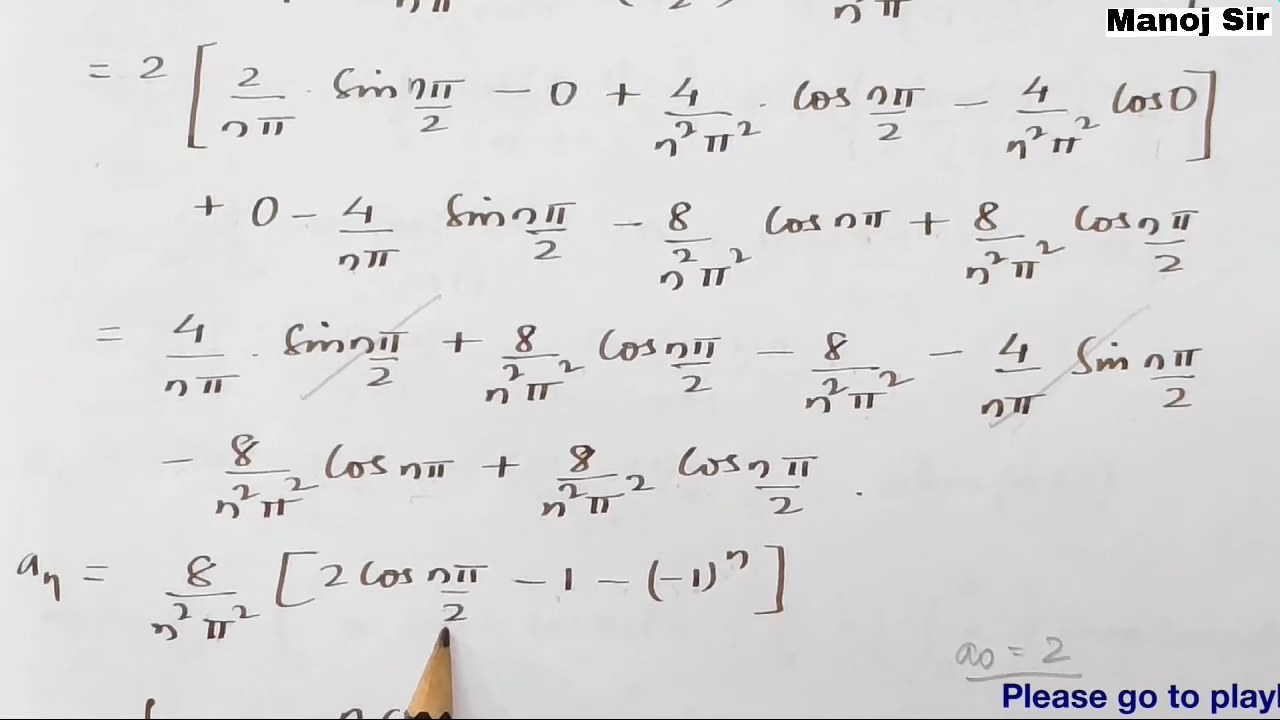 Manoj Sir
= 2 [ 2/nπ . Sin nπ/2 - 0 + 4/n²π² . Cos nπ/2 - 4/n²π² Cos0 ]
+ 0 - 4/nπ Sin nπ/2 - 8/n²π² Cos nπ + 8/n²π² Cos nπ/2
= 4/nπ . Sin nπ/2 + 8/n²π² Cos nπ/2 - 8/n²π² - 4/nπ Sin nπ/2
- 8/n²π² Cos nπ + 8/n²π² Cos nπ/2 .
aₙ = 8/n²π² [ 2 Cos nπ/2 - 1 - (-1)ⁿ ]
a₀ = 2
Please go to playl